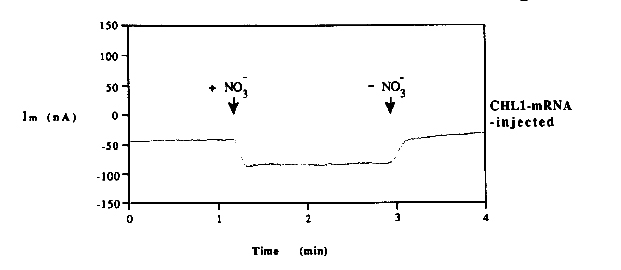 150
100
50
0
-50
-100
-150
Im (nA)
+ NO3-
- NO3-
CHL1-mRNA
-injected
0 1 2 3 4
Time (min)